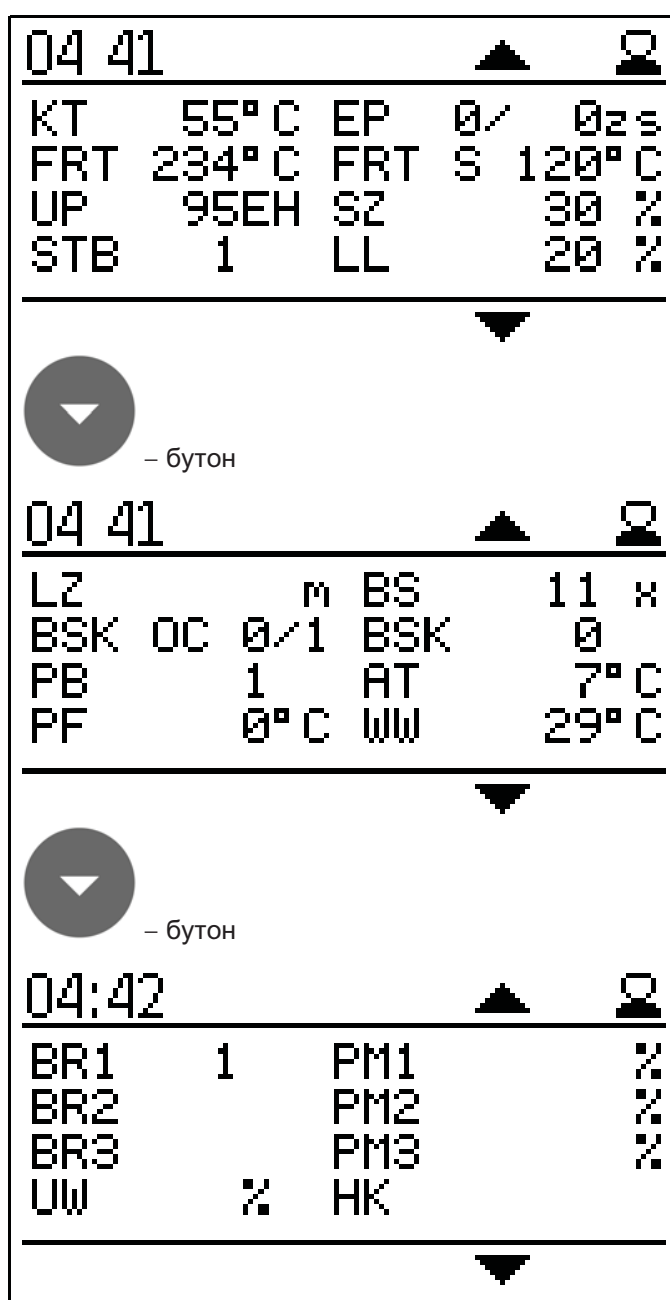 04 41
KT 55°C EP 0/ 0zs
FRT 234°C FRT S 120°C
UP 95EH SZ 30 %
STB 1 LL 20 %
– бутон
04 41
LZ m BS 11 x
BSK OC 0/1 BSK 0
PB 1 AT 7°C
PF 0°C WW 29°C
– бутон
04:42
BR1 1 PM1 %
BR2 PM2 %
BR3 PM3 %
UW % HK